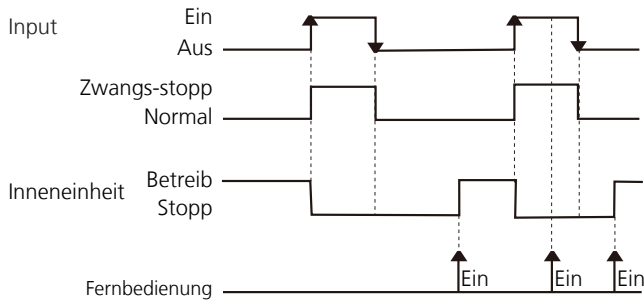 Input
Ein
Aus
Zwangs-stopp
Normal
Inneneinheit
Betreib
Stopp
Fernbedienung
Ein
Ein
Ein